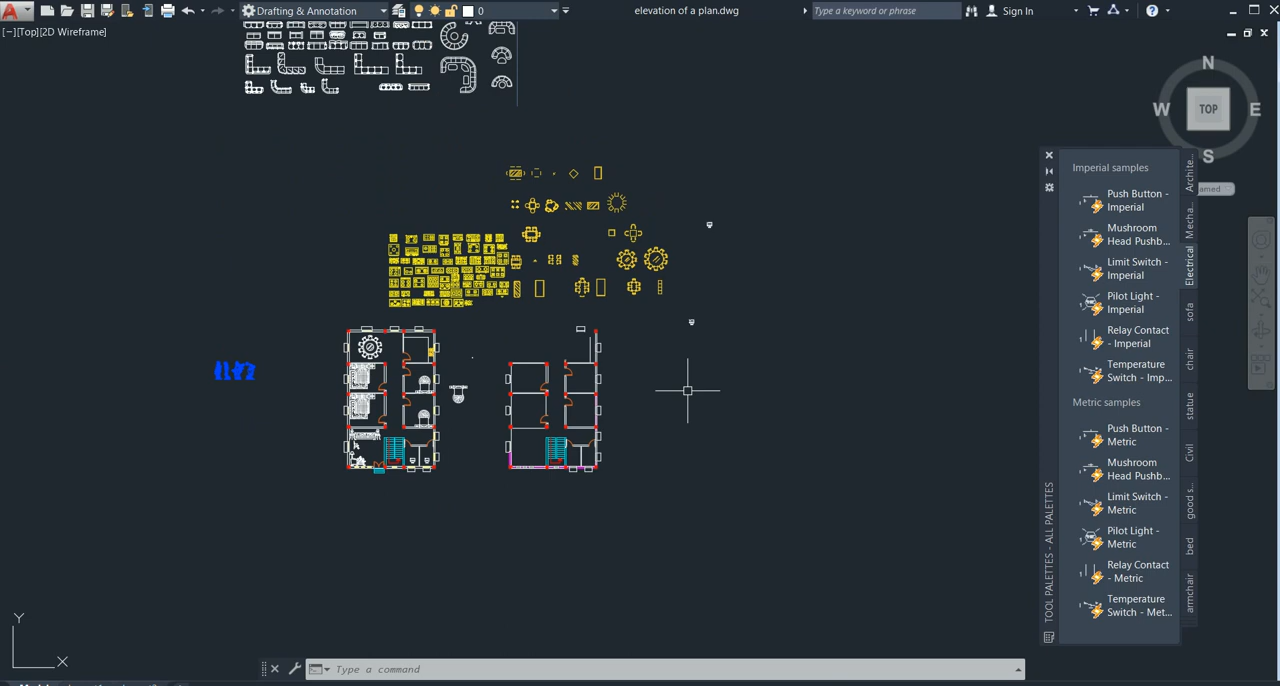 Drafting & Annotation
0
elevation of a plan.dwg
Type a keyword or phrase
Sign In
[−][Top][2D Wireframe]
N
W
TOP
E
S
Imperial samples
Push Button -
Imperial
Mushroom
Head Pushb...
Limit Switch -
Imperial
Pilot Light -
Imperial
Relay Contact
- Imperial
Temperature
Switch - Imp...
Metric samples
Push Button -
Metric
Mushroom
Head Pushb...
Limit Switch -
Metric
Pilot Light -
Metric
Relay Contact
- Metric
Temperature
Switch - Met...
Archite...
Mecha...
Electrical
sofa
chair
statue
Civil
good s...
bed
armchair
TOOL PALETTES - ALL PALETTES
Y
X
Type a command